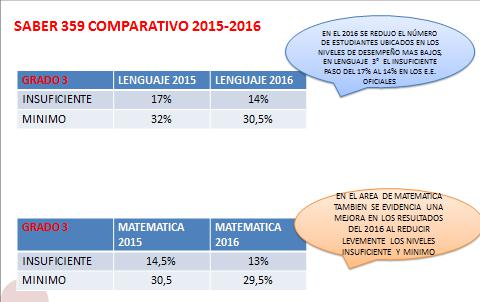 SABER 359 COMPARATIVO 2015-2016
EN EL 2016 SE REDUJO EL NÚMERO
DE ESTUDIANTES UBICADOS EN LOS
NIVELES DE DESEMPEÑO MAS BAJOS,
EN LENGUAJE 3° EL INSUFICIENTE
PASO DEL 17% AL 14% EN LOS E.E.
OFICIALES
GRADO 3 LENGUAJE 2015 LENGUAJE 2016
INSUFICIENTE 17% 14%
MINIMO 32% 30,5%
EN EL AREA DE MATEMATICA
TAMBIEN SE EVIDENCIA UNA
MEJORA EN LOS RESULTADOS
DEL 2016 AL REDUCIR
LEVEMENTE LOS NIVELES
INSUFICIENTE Y MINIMO
GRADO 3 MATEMATICA MATEMATICA
2015 2016
INSUFICIENTE 14,5% 13%
MINIMO 30,5 29,5%